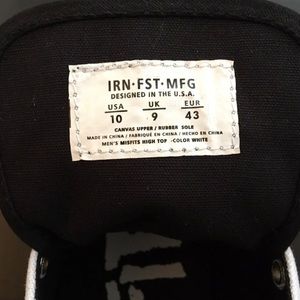 IRN·FST·MFG
DESIGNED IN THE U.S.A.
USA UK EUR
10 9 43
CANVAS UPPER / RUBBER SOLE
MADE IN CHINA / FABRIQUÉ EN CHINE / HECHO EN CHINA
MEN'S MISFITS HIGH TOP -COLOR WHITE